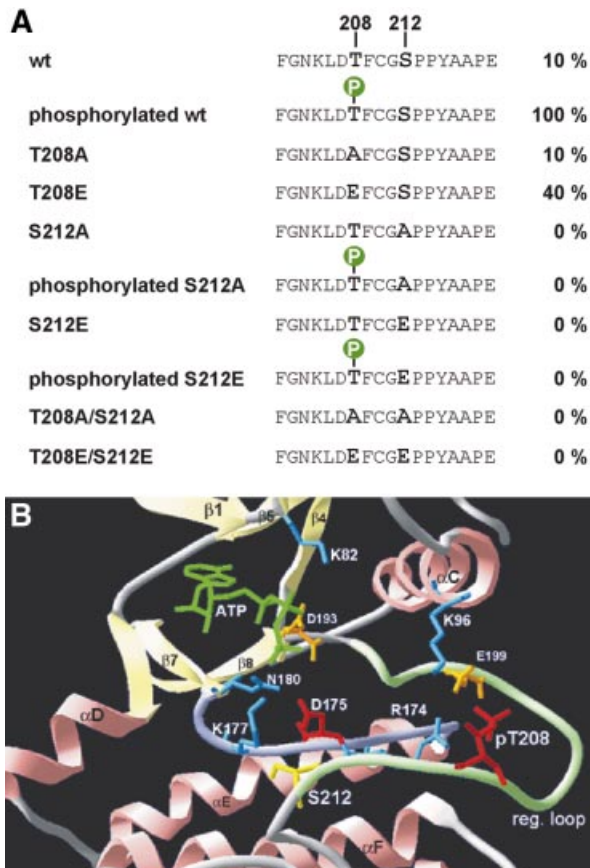 A
208 212
wt FGNKLDTFCGSPPYAAPE 10 %
P
phosphorylated wt FGNKLDTFCGSPPYAAPE 100 %
T208A FGNKLDAFCGSPPYAAPE 10 %
T208E FGNKLDEFCGSPPYAAPE 40 %
S212A FGNKLDTFCGAPPYAAPE 0 %
P
phosphorylated S212A FGNKLDTFCGAPPYAAPE 0 %
S212E FGNKLDTFCGEPPYAAPE 0 %
P
phosphorylated S212E FGNKLDTFCGEPPYAAPE 0 %
T208A/S212A FGNKLDAFCGAPPYAAPE 0 %
T208E/S212E FGNKLDEFCGEPPYAAPE 0 %
B
β1
β5
β4
K82
αC
ATP
D193
K96
β7
β8
E199
N180
αD
D175
R174
K177
pT208
S212
αE
reg. loop
αF